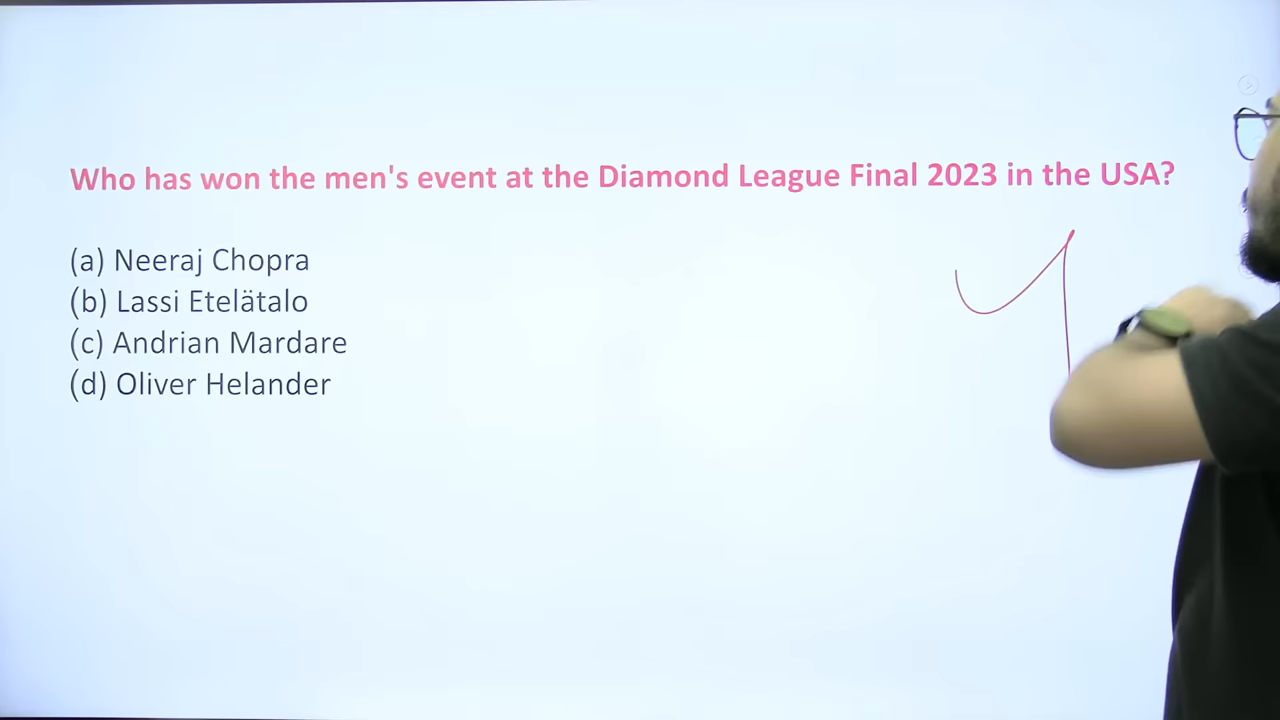 Who has won the men's event at the Diamond League Final 2023 in the USA?
(a) Neeraj Chopra
(b) Lassi Etelätalo
(c) Andrian Mardare
(d) Oliver Helander